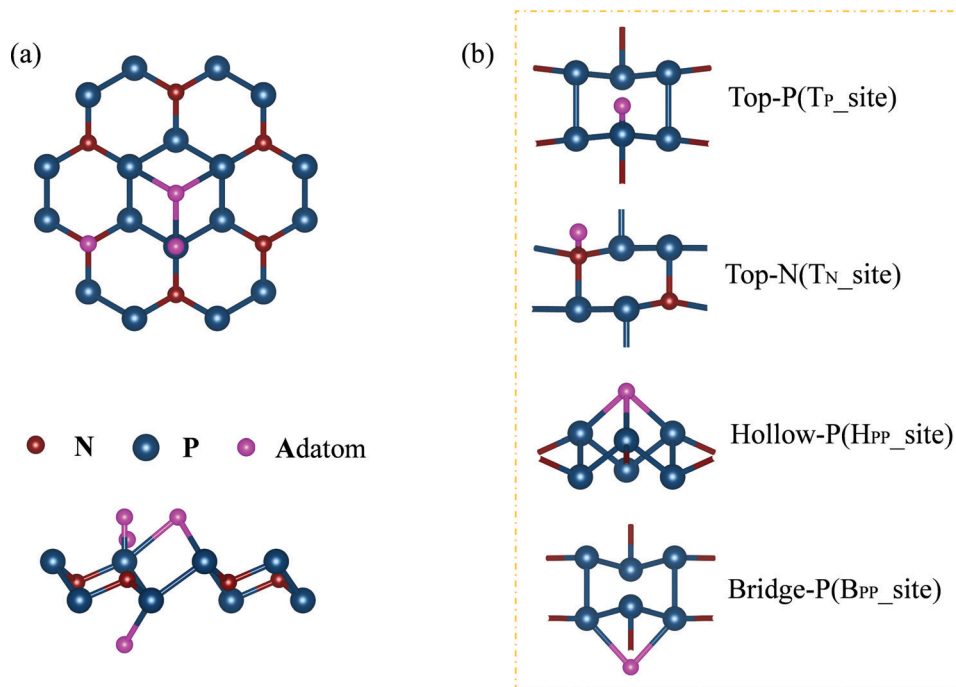 (a)
(b)
N P Adatom
Top-P(TP_site)
Top-N(TN_site)
Hollow-P(HPP_site)
Bridge-P(BPP_site)